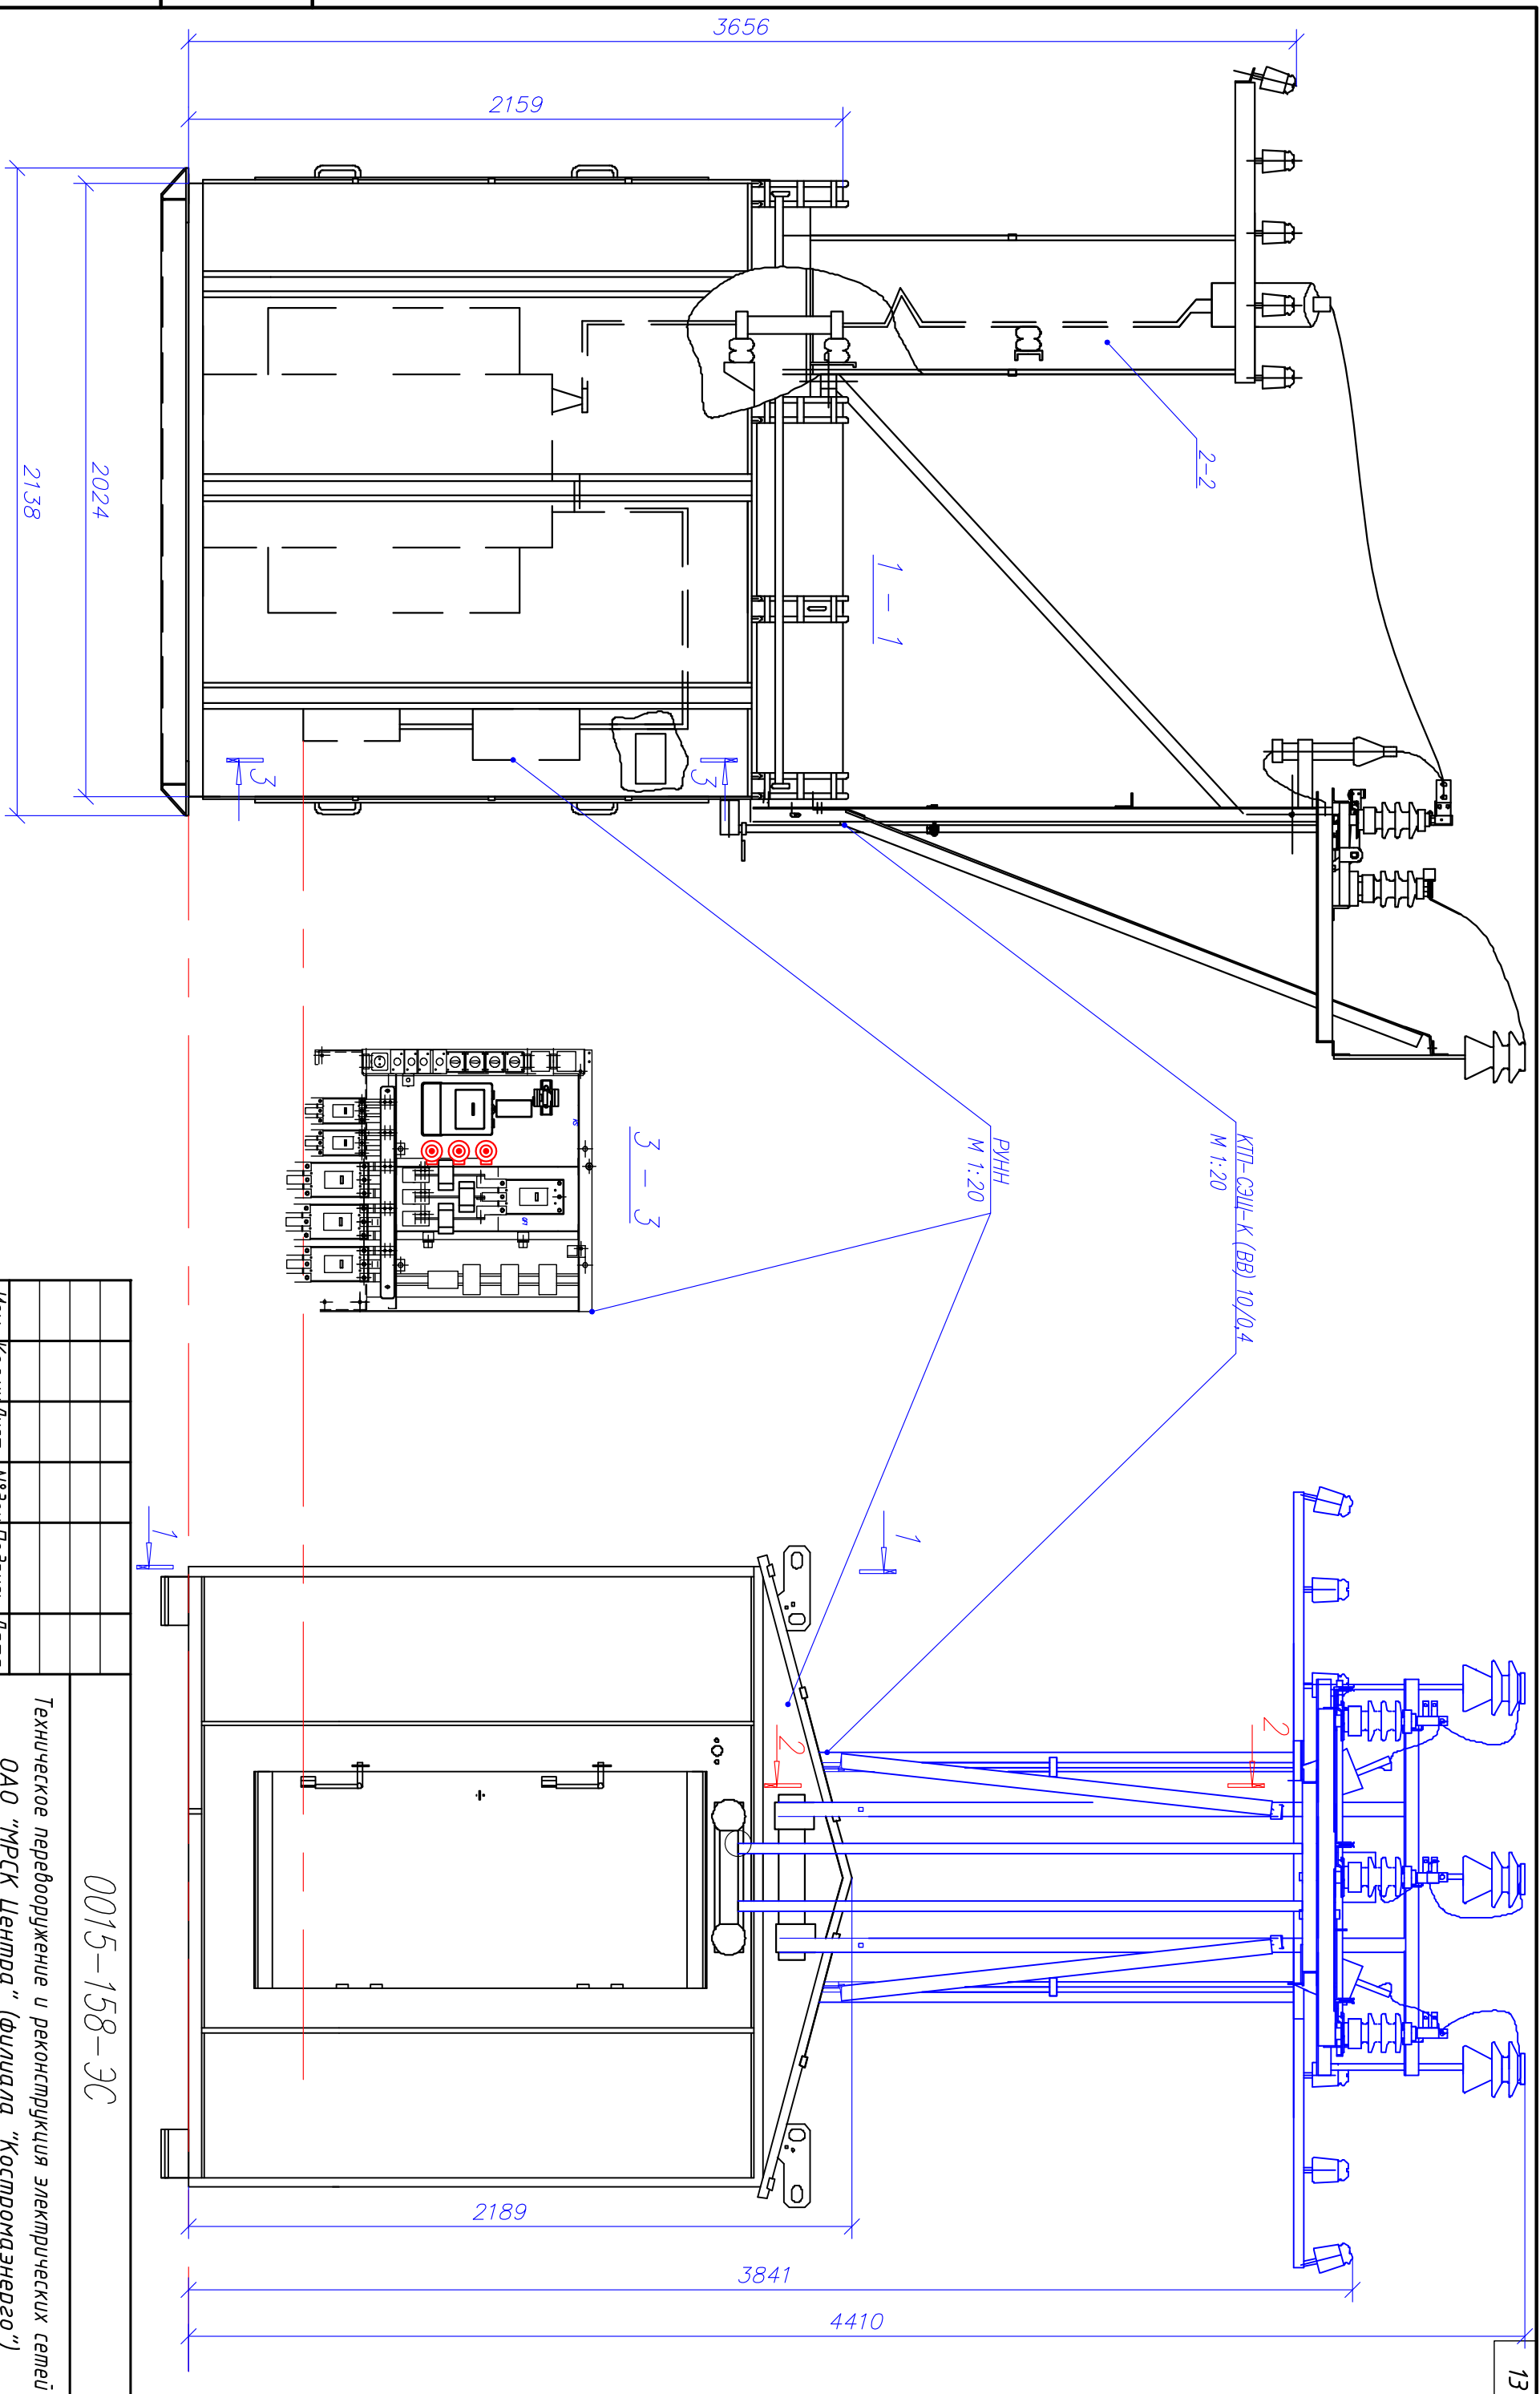 13
3656
2159
2-2
1 - 1
3
3
2024
2138
КТП-СЭЩ-К (ВВ) 10/0,4
М 1:20
РУНН
М 1:20
3 - 3
1
1
2
2
2189
3841
4410
0015-158-ЭС
Техническое перевооружение и реконструкция электрических сетей
ОАО "МРСК Центра" (филиала "Костромаэнерго")